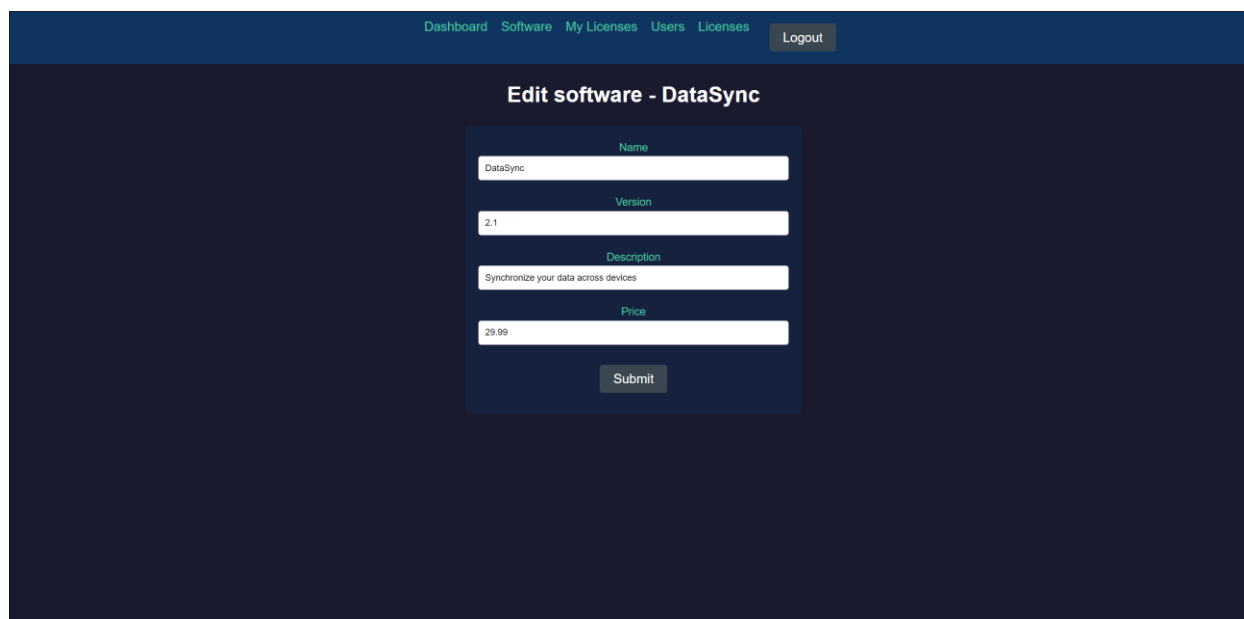 Dashboard Software My Licenses Users Licenses Logout
Edit software - DataSync
Name
DataSync
Version
2.1
Description
Synchronize your data across devices
Price
29.99
Submit